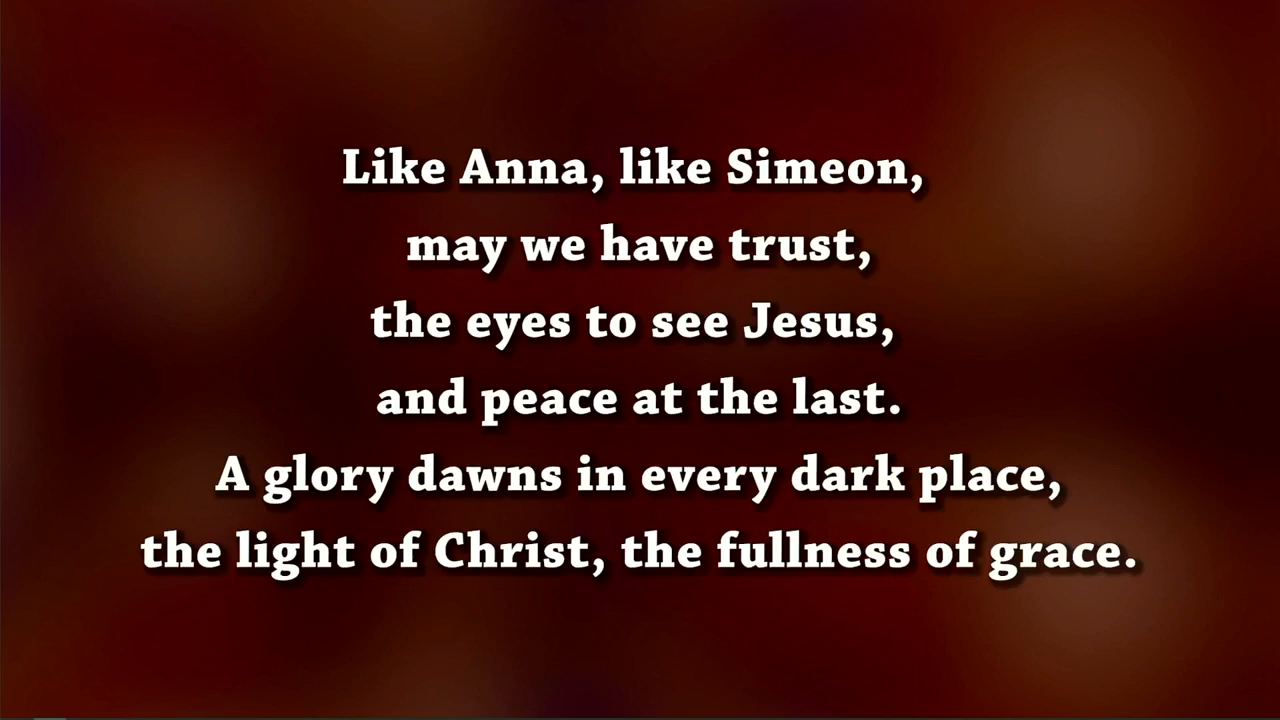 Like Anna, like Simeon,
may we have trust,
the eyes to see Jesus,
and peace at the last.
A glory dawns in every dark place,
the light of Christ, the fullness of grace.